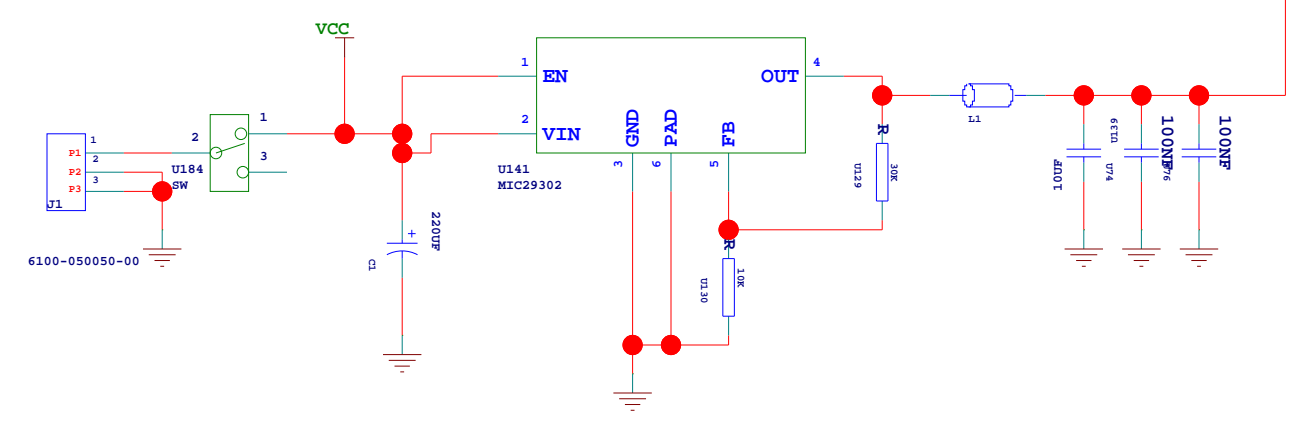 VCC
1
EN
OUT
4
2
VIN
GND
PAD
FB
3
6
5
U141
MIC29302
1
2
3
U184
SW
1
2
3
P1
P2
P3
J1
6100-050050-00
+
220UF
C1
R
30K
U129
R
10K
U130
L1
10UF
U139
U74
100NF
100NF